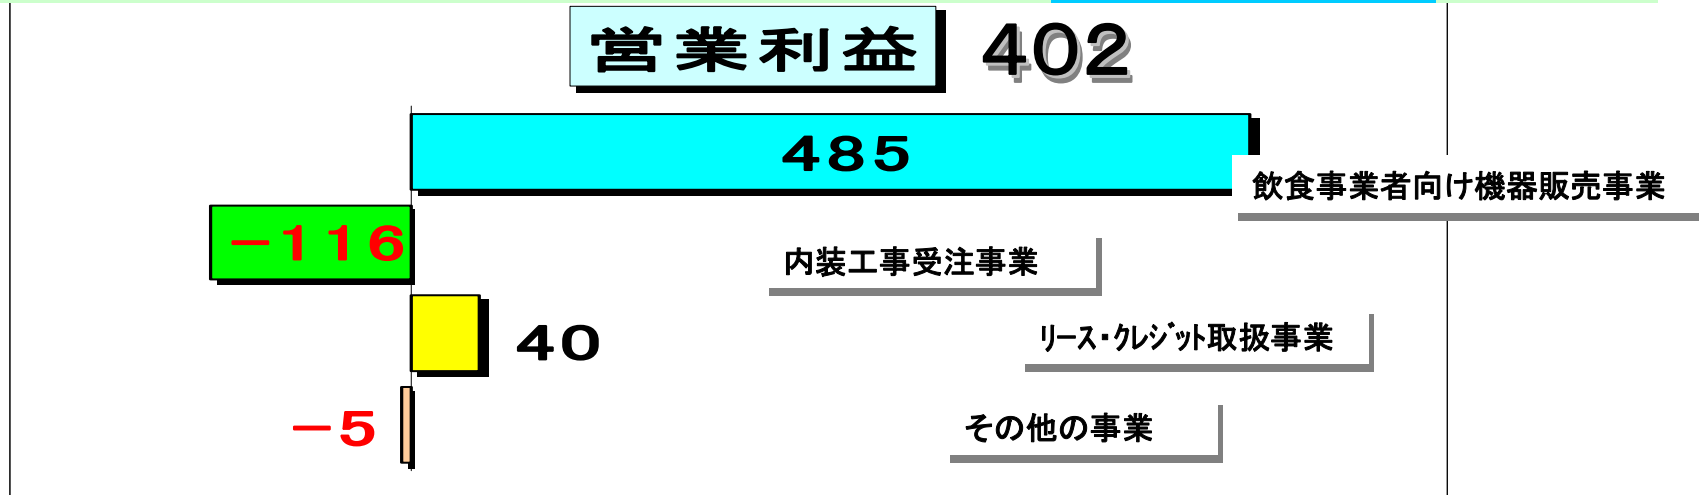 営業利益 402
485
飲食事業者向け機器販売事業
－116
内装工事受注事業
40
ﾘｰｽ・ｸﾚｼﾞｯﾄ取扱事業
－5
その他の事業